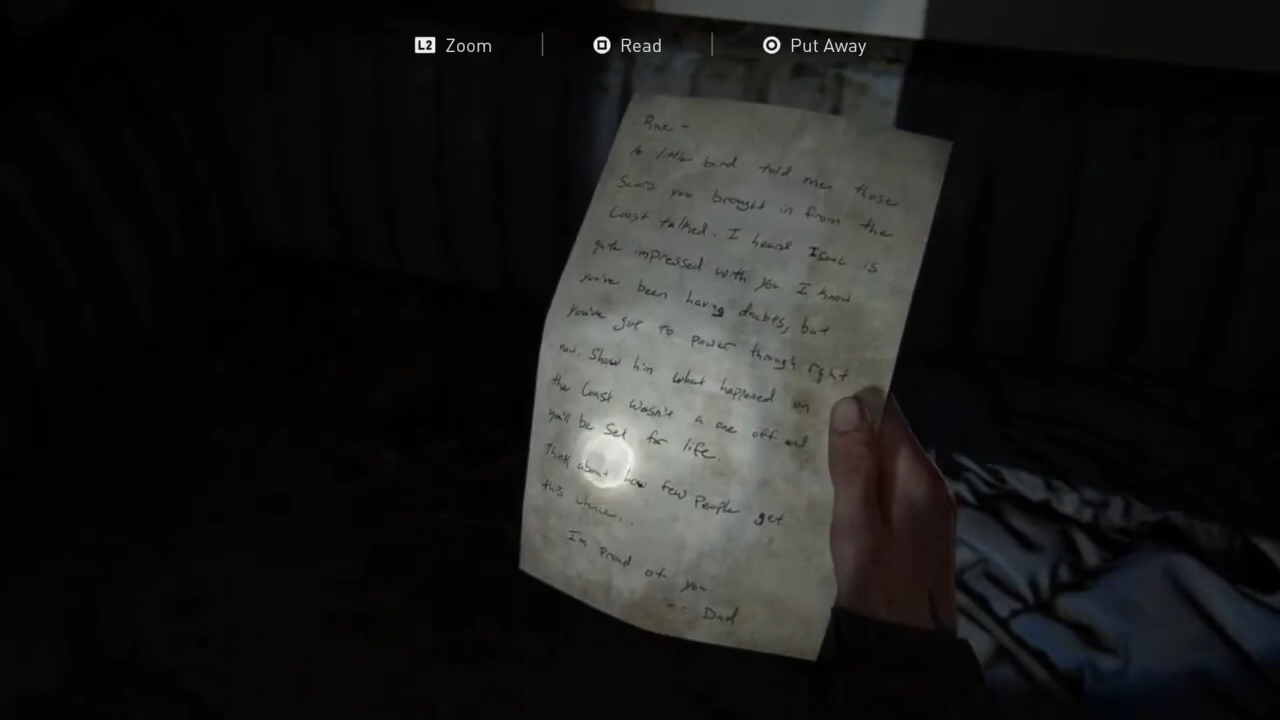 L2 Zoom
Read
Put Away
Rae -
A little bird told me those
Scars you brought in from the
Coast talked. I heard Isaac is
quite impressed with you. I know
you've been having doubts, but
you've got to power through right
now. Show him what happened on
the Coast wasn't a one off and
you'll be set for life.
Think about how few people get
this chance...
I'm proud of you
-- Dad